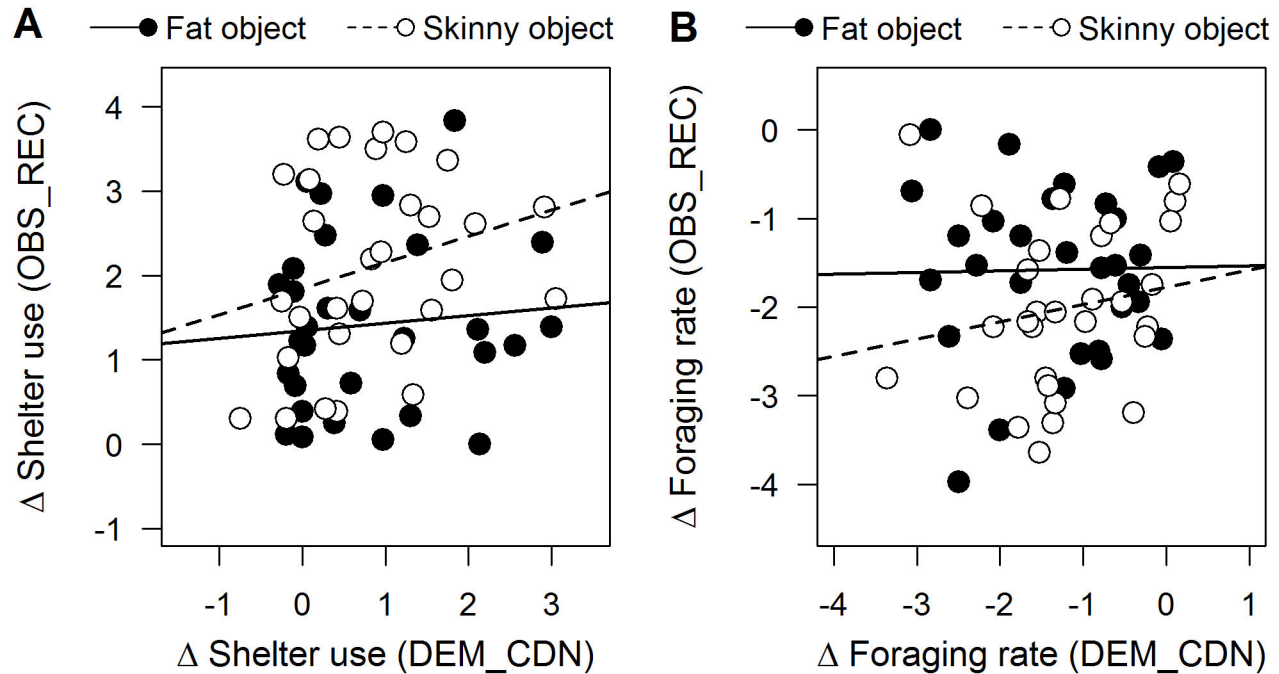 A Fat object Skinny object
Δ Shelter use (OBS_REC)
4
3
2
1
0
-1
-1 0 1 2 3
Δ Shelter use (DEM_CDN)
B Fat object Skinny object
Δ Foraging rate (OBS_REC)
0
-1
-2
-3
-4
-4 -3 -2 -1 0 1
Δ Foraging rate (DEM_CDN)